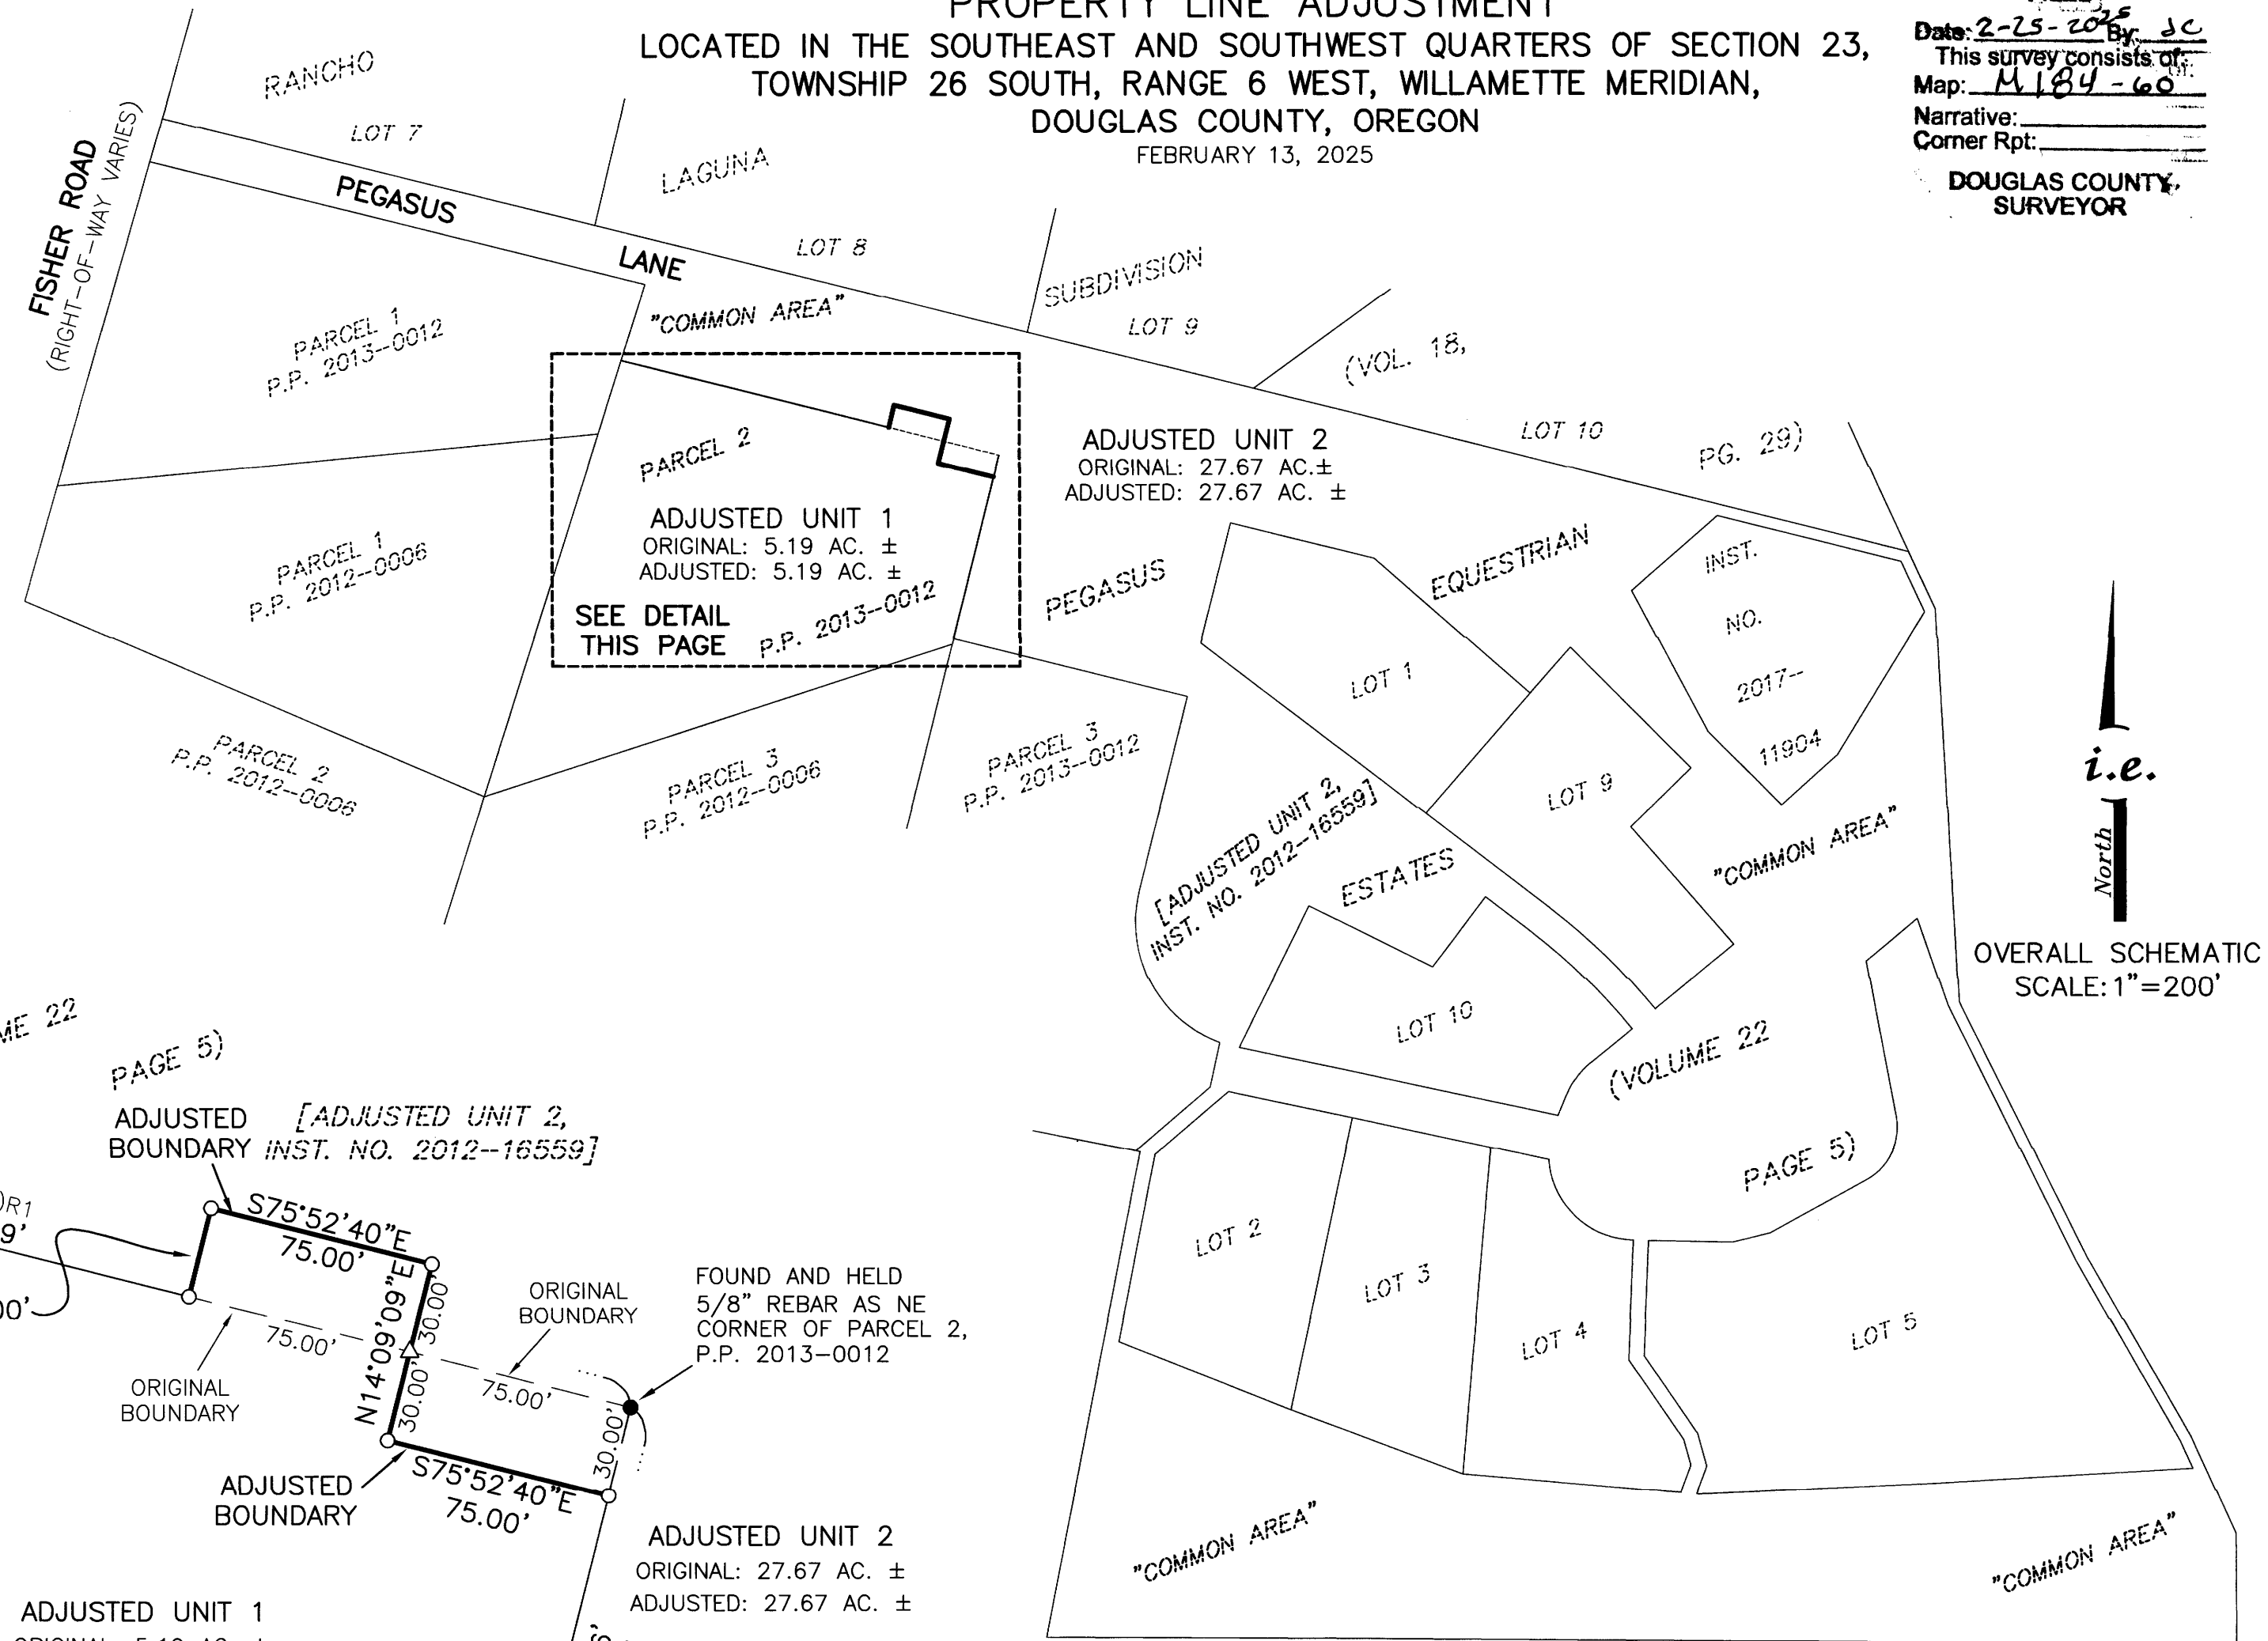 PROPERTY LINE ADJUSTMENT
LOCATED IN THE SOUTHEAST AND SOUTHWEST QUARTERS OF SECTION 23,
TOWNSHIP 26 SOUTH, RANGE 6 WEST, WILLAMETTE MERIDIAN,
DOUGLAS COUNTY, OREGON
FEBRUARY 13, 2025
Date: 2-25-2025 By: JC
This survey consists of:
Map: M184-60
Narrative:
Corner Rpt:
DOUGLAS COUNTY
SURVEYOR
FISHER ROAD
(RIGHT-OF-WAY VARIES)
RANCHO
LOT 7
PEGASUS
LANE
LAGUNA
LOT 8
SUBDIVISION
LOT 9
(VOL. 18,
LOT 10
PG. 29)
"COMMON AREA"
PARCEL 1
P.P. 2013--0012
PARCEL 2
ADJUSTED UNIT 1
ORIGINAL: 5.19 AC. ±
ADJUSTED: 5.19 AC. ±
SEE DETAIL
THIS PAGE
P.P. 2013--0012
ADJUSTED UNIT 2
ORIGINAL: 27.67 AC.±
ADJUSTED: 27.67 AC. ±
PARCEL 1
P.P. 2012--0006
PARCEL 2
P.P. 2012--0006
PARCEL 3
P.P. 2012--0006
PARCEL 3
P.P. 2013--0012
PEGASUS
EQUESTRIAN
INST.
NO.
2017--
11904
LOT 1
LOT 9
[ADJUSTED UNIT 2,
INST. NO. 2012--16559]
ESTATES
"COMMON AREA"
LOT 10
(VOLUME 22
PAGE 5)
LOT 2
LOT 3
LOT 4
LOT 5
"COMMON AREA"
"COMMON AREA"
i.e.
North
OVERALL SCHEMATIC
SCALE: 1"=200'
ME 22
PAGE 5)
ADJUSTED
BOUNDARY
[ADJUSTED UNIT 2,
INST. NO. 2012--16559]
)R1
9'
00'
S75°52'40"E
75.00'
N14°09'09"E
30.00'
30.00'
75.00'
ORIGINAL
BOUNDARY
ORIGINAL
BOUNDARY
75.00'
30.00'
FOUND AND HELD
5/8" REBAR AS NE
CORNER OF PARCEL 2,
P.P. 2013-0012
S75°52'40"E
75.00'
ADJUSTED
BOUNDARY
ADJUSTED UNIT 2
ORIGINAL: 27.67 AC. ±
ADJUSTED: 27.67 AC. ±
ADJUSTED UNIT 1
ORIGINAL: 5.19 AC. ±